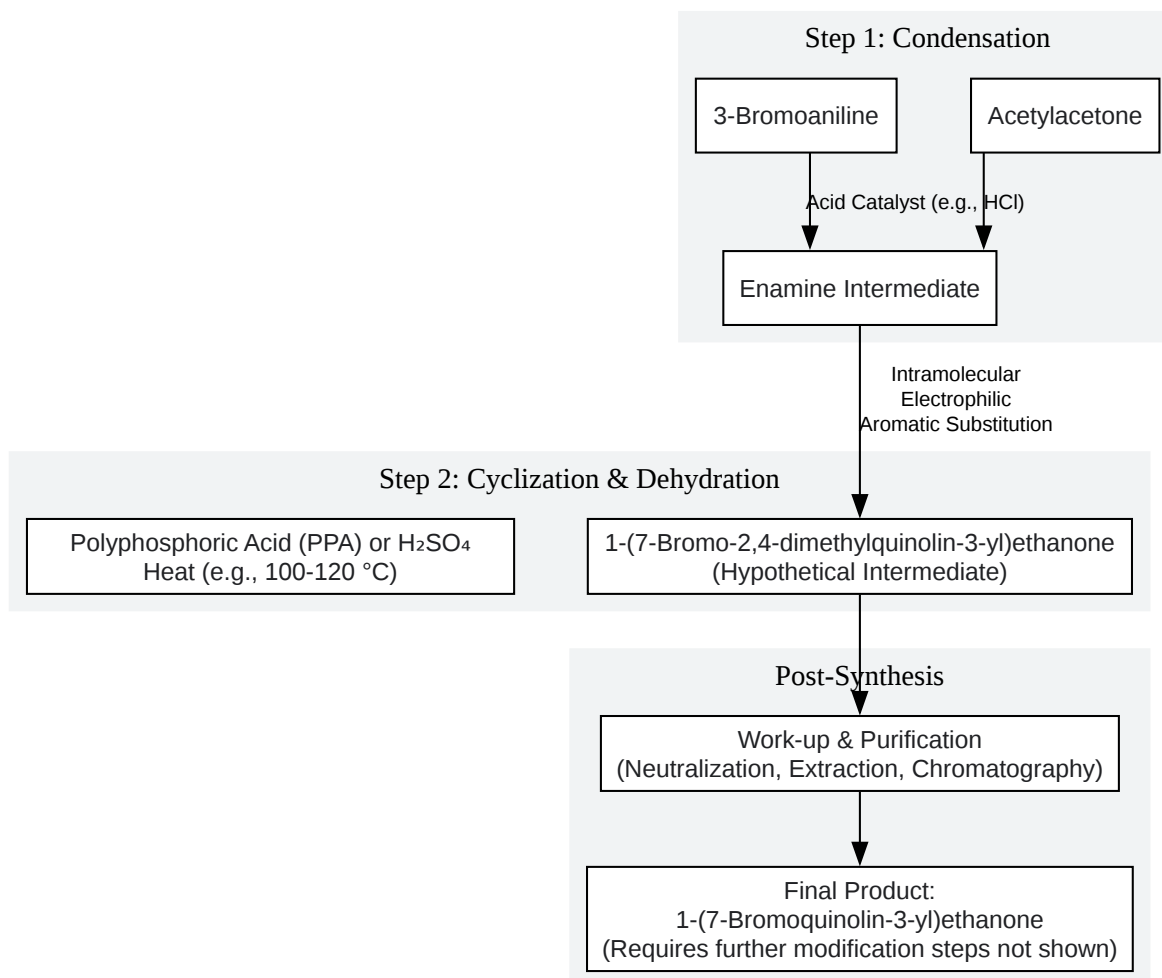 Step 1: Condensation
3-Bromoaniline
Acetylacetone
Acid Catalyst (e.g., HCl)
Enamine Intermediate
Intramolecular
Electrophilic
Aromatic Substitution
Step 2: Cyclization & Dehydration
Polyphosphoric Acid (PPA) or H₂SO₄
Heat (e.g., 100-120 °C)
1-(7-Bromo-2,4-dimethylquinolin-3-yl)ethanone
(Hypothetical Intermediate)
Post-Synthesis
Work-up & Purification
(Neutralization, Extraction, Chromatography)
Final Product:
1-(7-Bromoquinolin-3-yl)ethanone
(Requires further modification steps not shown)